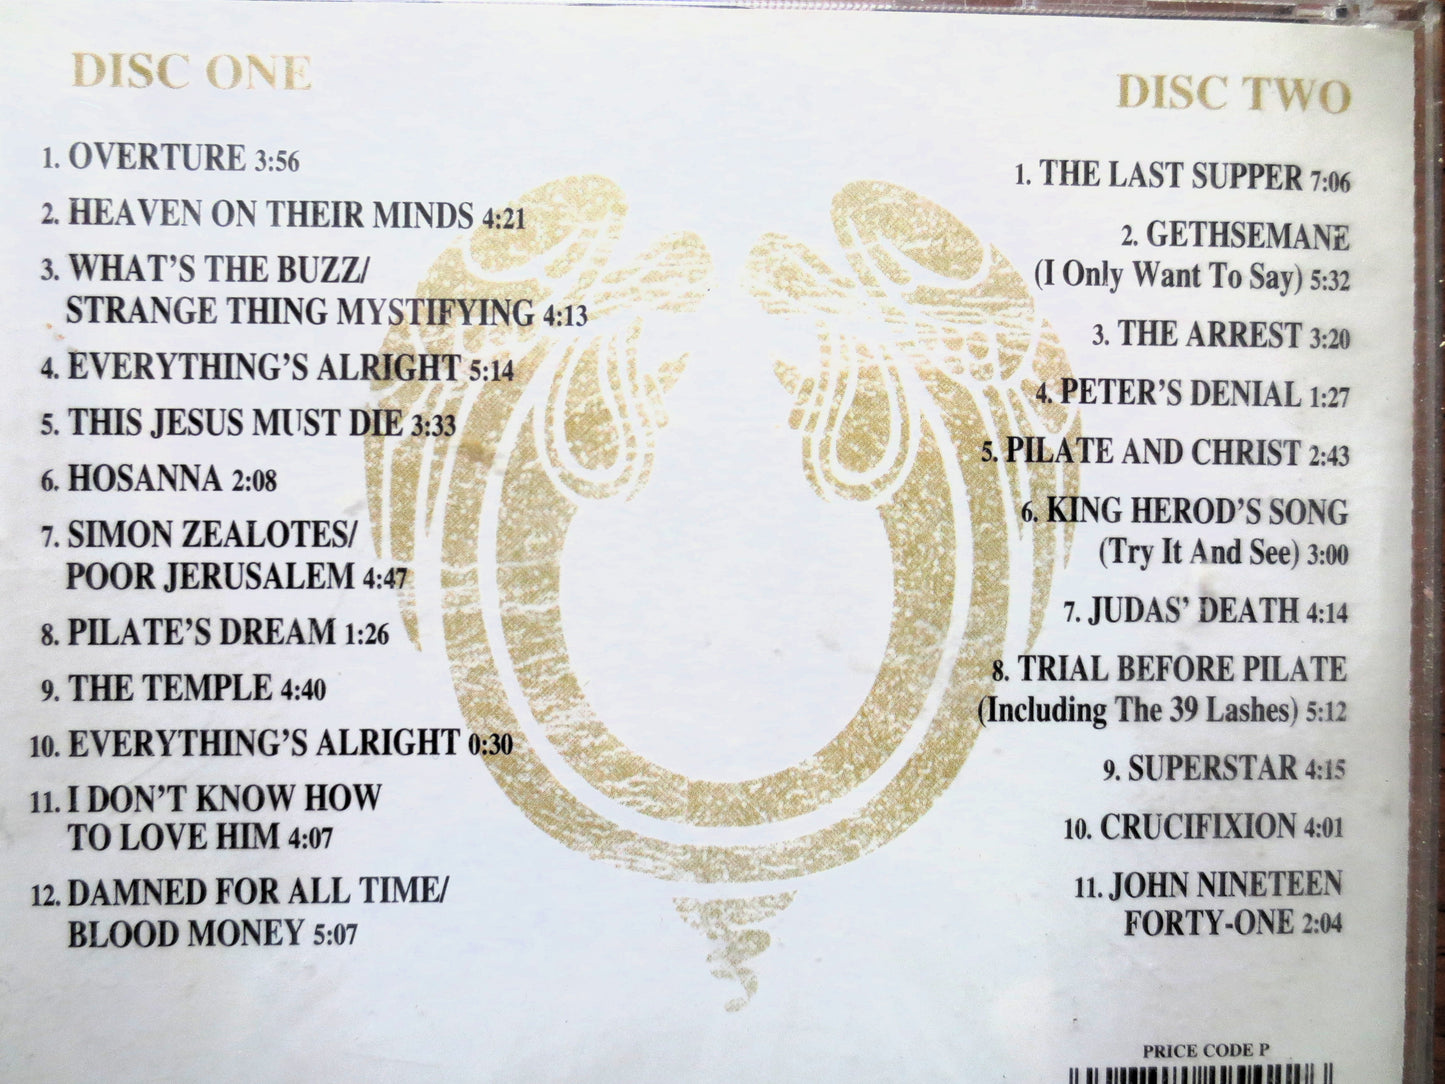 DISC ONE
1. OVERTURE 3:56
2. HEAVEN ON THEIR MINDS 4:21
3. WHAT'S THE BUZZ/
STRANGE THING MYSTIFYING 4:13
4. EVERYTHING'S ALRIGHT 5:14
5. THIS JESUS MUST DIE 3:33
6. HOSANNA 2:08
7. SIMON ZEALOTES/
POOR JERUSALEM 4:47
8. PILATE'S DREAM 1:26
9. THE TEMPLE 4:40
10. EVERYTHING'S ALRIGHT 0:30
11. I DON'T KNOW HOW
TO LOVE HIM 4:07
12. DAMNED FOR ALL TIME/
BLOOD MONEY 5:07
DISC TWO
1. THE LAST SUPPER 7:06
2. GETHSEMANE
(I Only Want To Say) 5:32
3. THE ARREST 3:20
4. PETER'S DENIAL 1:27
5. PILATE AND CHRIST 2:43
6. KING HEROD'S SONG
(Try It And See) 3:00
7. JUDAS' DEATH 4:14
8. TRIAL BEFORE PILATE
(Including The 39 Lashes) 5:12
9. SUPERSTAR 4:15
10. CRUCIFIXION 4:01
11. JOHN NINETEEN
FORTY-ONE 2:04
PRICE CODE P